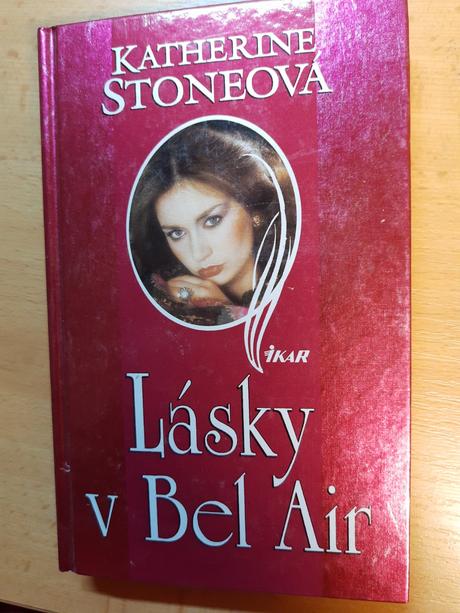 KATHERINE
STONEOVÁ
IKAR
Lásky
v Bel Air